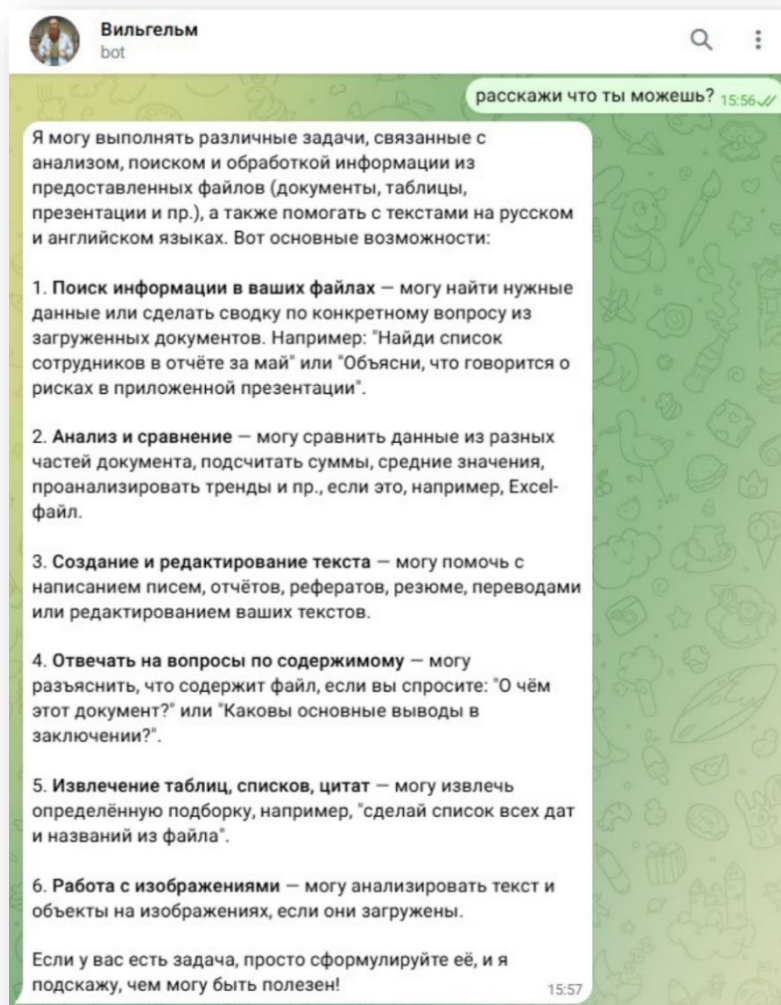 Вильгельм
bot
расскажи что ты можешь? 15:56
Я могу выполнять различные задачи, связанные с
анализом, поиском и обработкой информации из
предоставленных файлов (документы, таблицы,
презентации и пр.), а также помогать с текстами на русском
и английском языках. Вот основные возможности:
1. Поиск информации в ваших файлах — могу найти нужные
данные или сделать сводку по конкретному вопросу из
загруженных документов. Например: "Найди список
сотрудников в отчёте за май" или "Объясни, что говорится о
рисках в приложенной презентации".
2. Анализ и сравнение — могу сравнить данные из разных
частей документа, подсчитать суммы, средние значения,
проанализировать тренды и пр., если это, например, Excel-
файл.
3. Создание и редактирование текста — могу помочь с
написанием писем, отчётов, рефератов, резюме, переводами
или редактированием ваших текстов.
4. Отвечать на вопросы по содержимому — могу
разъяснить, что содержит файл, если вы спросите: "О чём
этот документ?" или "Каковы основные выводы в
заключении?".
5. Извлечение таблиц, списков, цитат — могу извлечь
определённую подборку, например, "сделай список всех дат
и названий из файла".
6. Работа с изображениями — могу анализировать текст и
объекты на изображениях, если они загружены.
Если у вас есть задача, просто сформулируйте её, и я
подскажу, чем могу быть полезен! 15:57